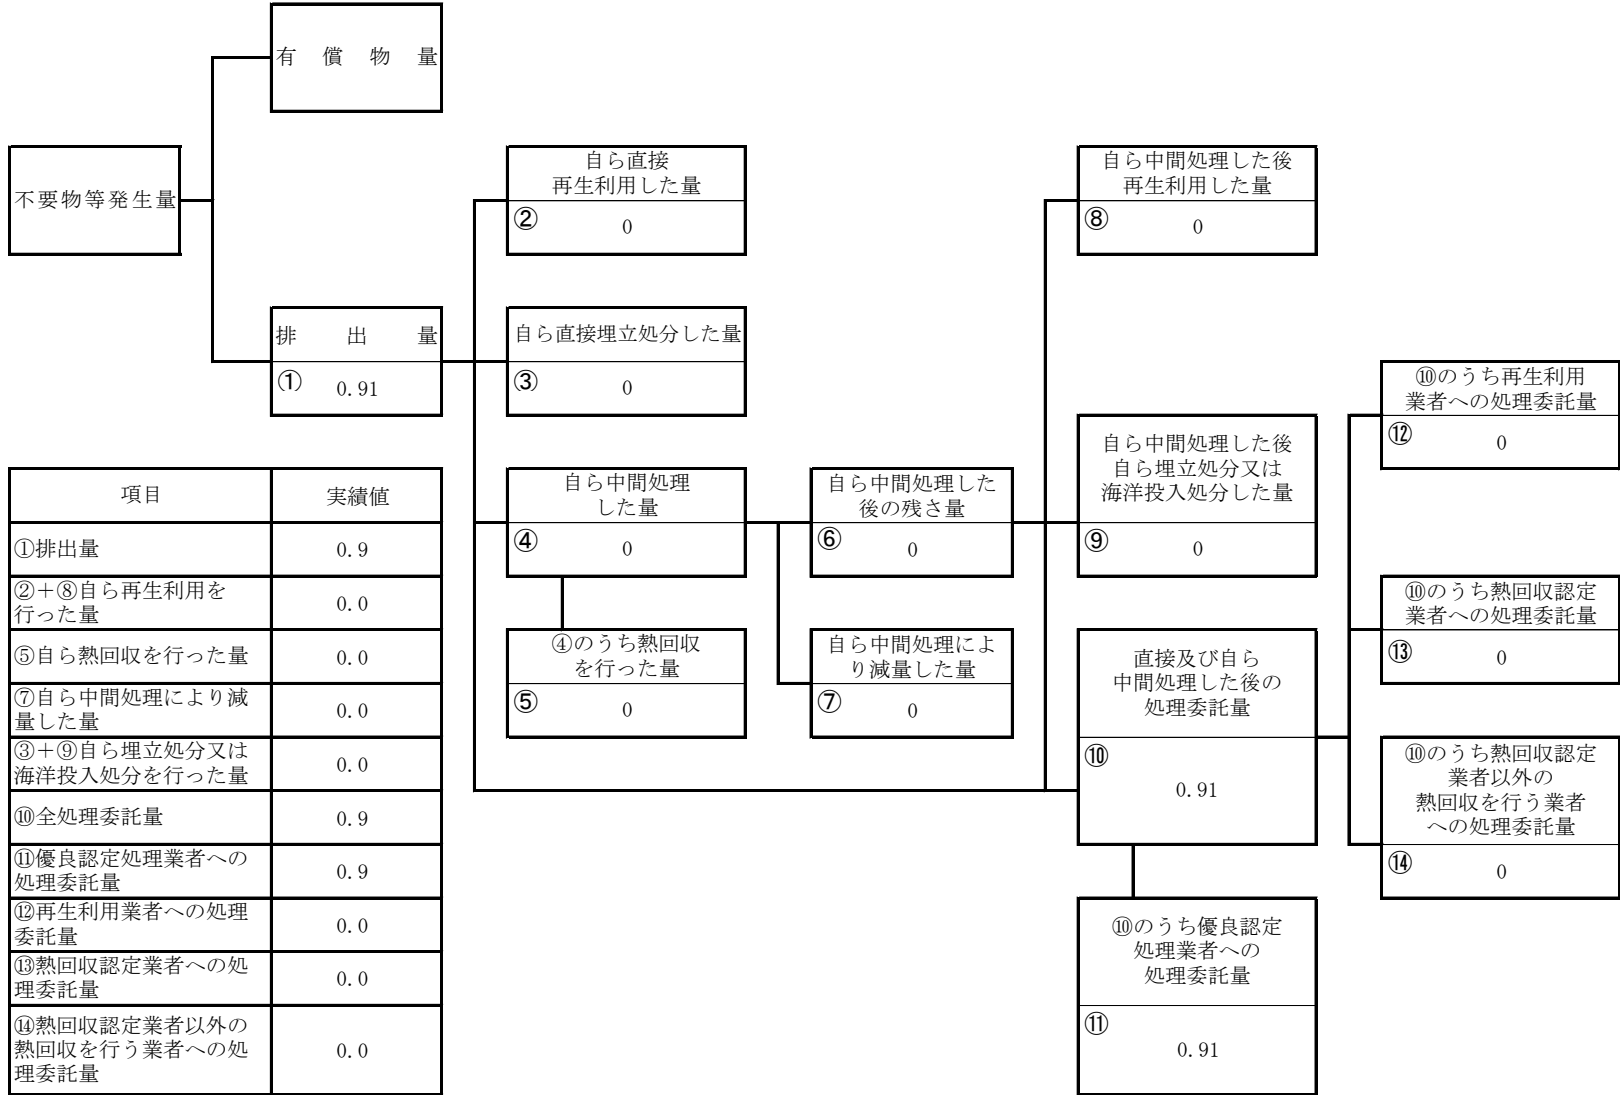 有償物量
不要物等発生量
排出量
① 0.91
自ら直接
再生利用した量
② 0
自ら直接埋立処分した量
③ 0
自ら中間処理
した量
④ 0
④のうち熱回収
を行った量
⑤ 0
自ら中間処理した
後の残さ量
⑥ 0
自ら中間処理によ
り減量した量
⑦ 0
自ら中間処理した後
再生利用した量
⑧ 0
自ら中間処理した後
自ら埋立処分又は
海洋投入処分した量
⑨ 0
直接及び自ら
中間処理した後の
処理委託量
⑩
0.91
⑩のうち優良認定
処理業者への
処理委託量
⑪
0.91
⑩のうち再生利用
業者への処理委託量
⑫ 0
⑩のうち熱回収認定
業者への処理委託量
⑬ 0
⑩のうち熱回収認定
業者以外の
熱回収を行う業者
への処理委託量
⑭ 0
項目 実績値
①排出量 0.9
②+⑧自ら再生利用を
行った量 0.0
⑤自ら熱回収を行った量 0.0
⑦自ら中間処理により減
量した量 0.0
③+⑨自ら埋立処分又は
海洋投入処分を行った量 0.0
⑩全処理委託量 0.9
⑪優良認定処理業者への
処理委託量 0.9
⑫再生利用業者への処理
委託量 0.0
⑬熱回収認定業者への処
理委託量 0.0
⑭熱回収認定業者以外の
熱回収を行う業者への処 0.0
理委託量